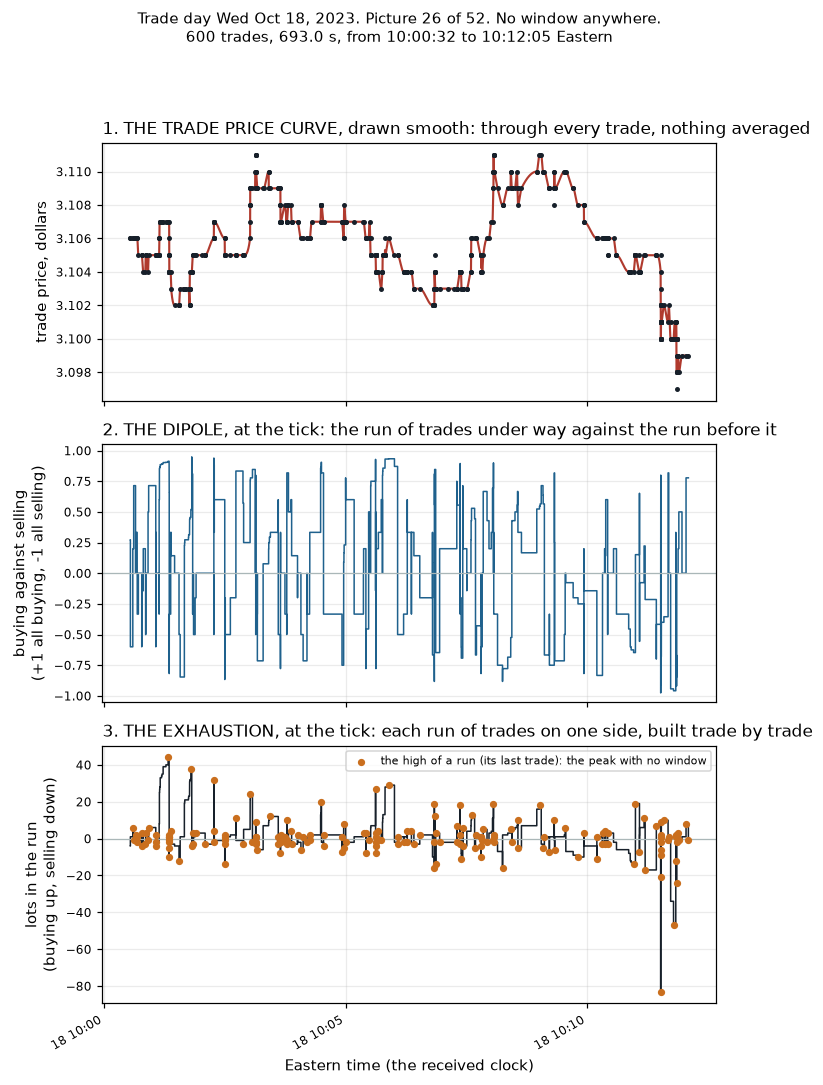 Trade day Wed Oct 18, 2023. Picture 26 of 52. No window anywhere.
600 trades, 693.0 s, from 10:00:32 to 10:12:05 Eastern
1. THE TRADE PRICE CURVE, drawn smooth: through every trade, nothing averaged
trade price, dollars
3.110
3.108
3.106
3.104
3.102
3.100
3.098
2. THE DIPOLE, at the tick: the run of trades under way against the run before it
buying against selling
(+1 all buying, -1 all selling)
1.00
0.75
0.50
0.25
0.00
−0.25
−0.50
−0.75
−1.00
3. THE EXHAUSTION, at the tick: each run of trades on one side, built trade by trade
the high of a run (its last trade): the peak with no window
lots in the run
(buying up, selling down)
40
20
0
−20
−40
−60
−80
18 10:00
18 10:05
18 10:10
Eastern time (the received clock)